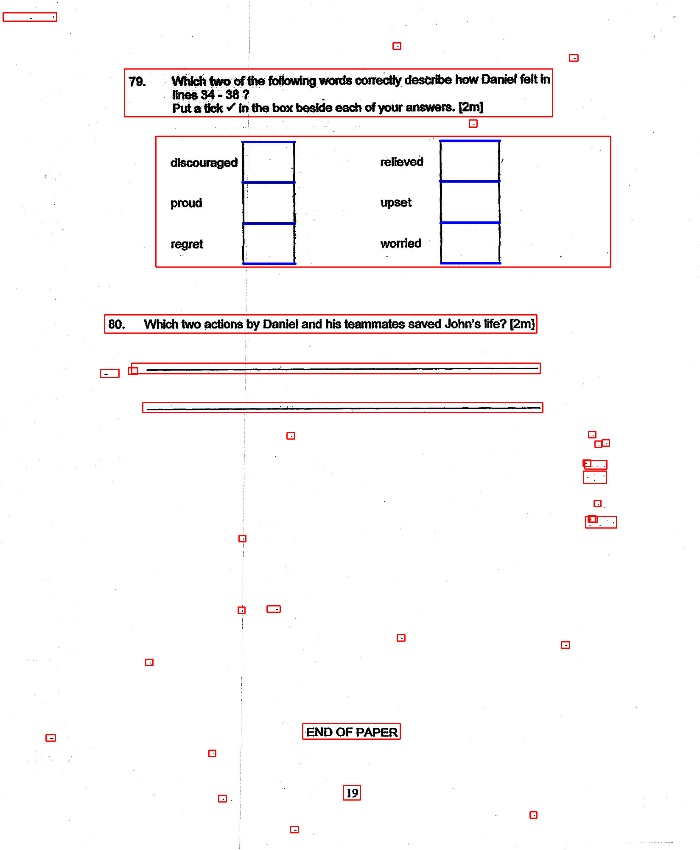 79. Which two of the following words correctly describe how Daniel felt in
lines 34 - 38 ?
Put a tick ✓ in the box beside each of your answers. [2m]
discouraged relieved
proud upset
regret worried
80. Which two actions by Daniel and his teammates saved John's life? [2m]
END OF PAPER
19